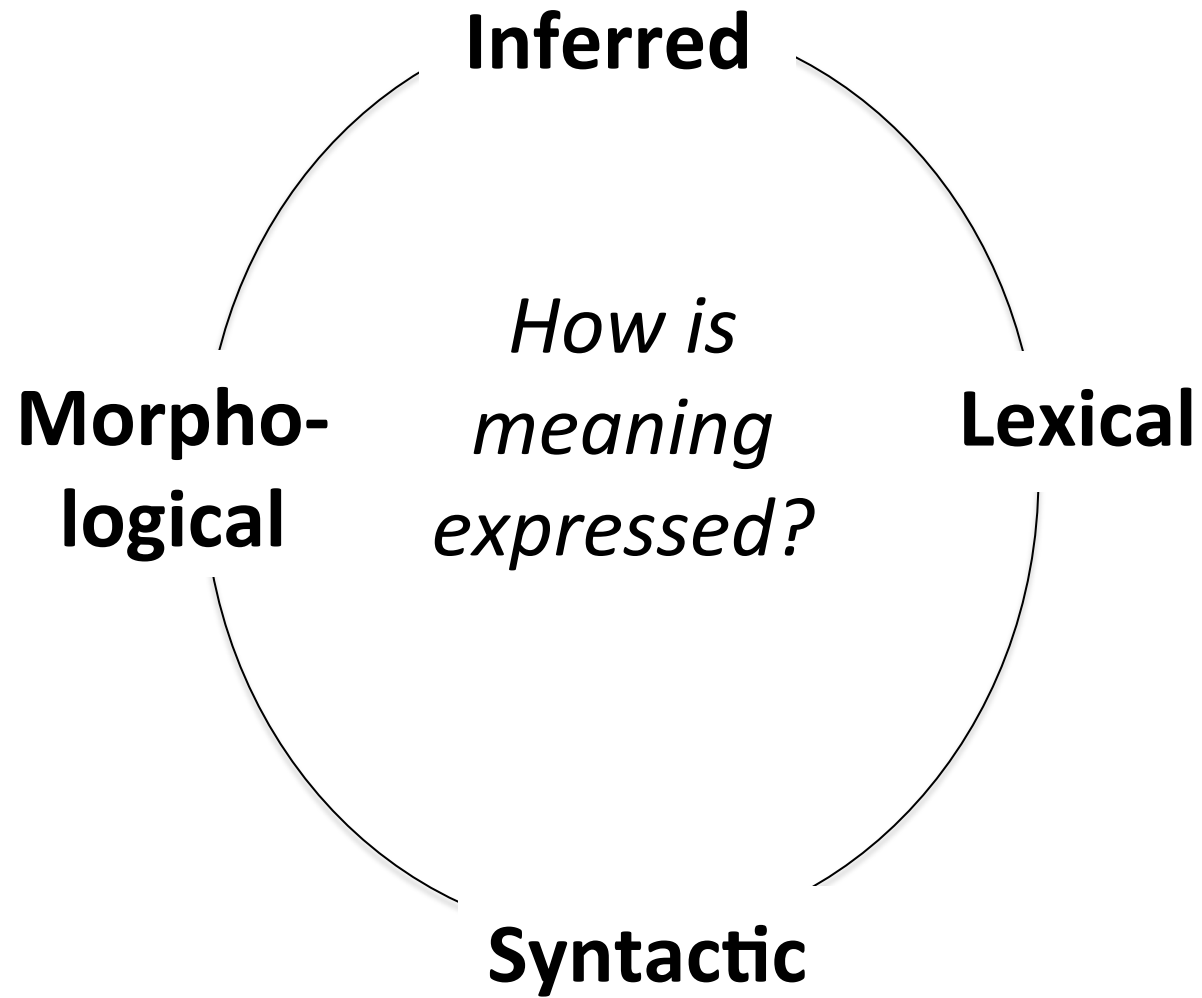 Inferred
How is
meaning
expressed?
Morpho-
logical
Lexical
Syntactic